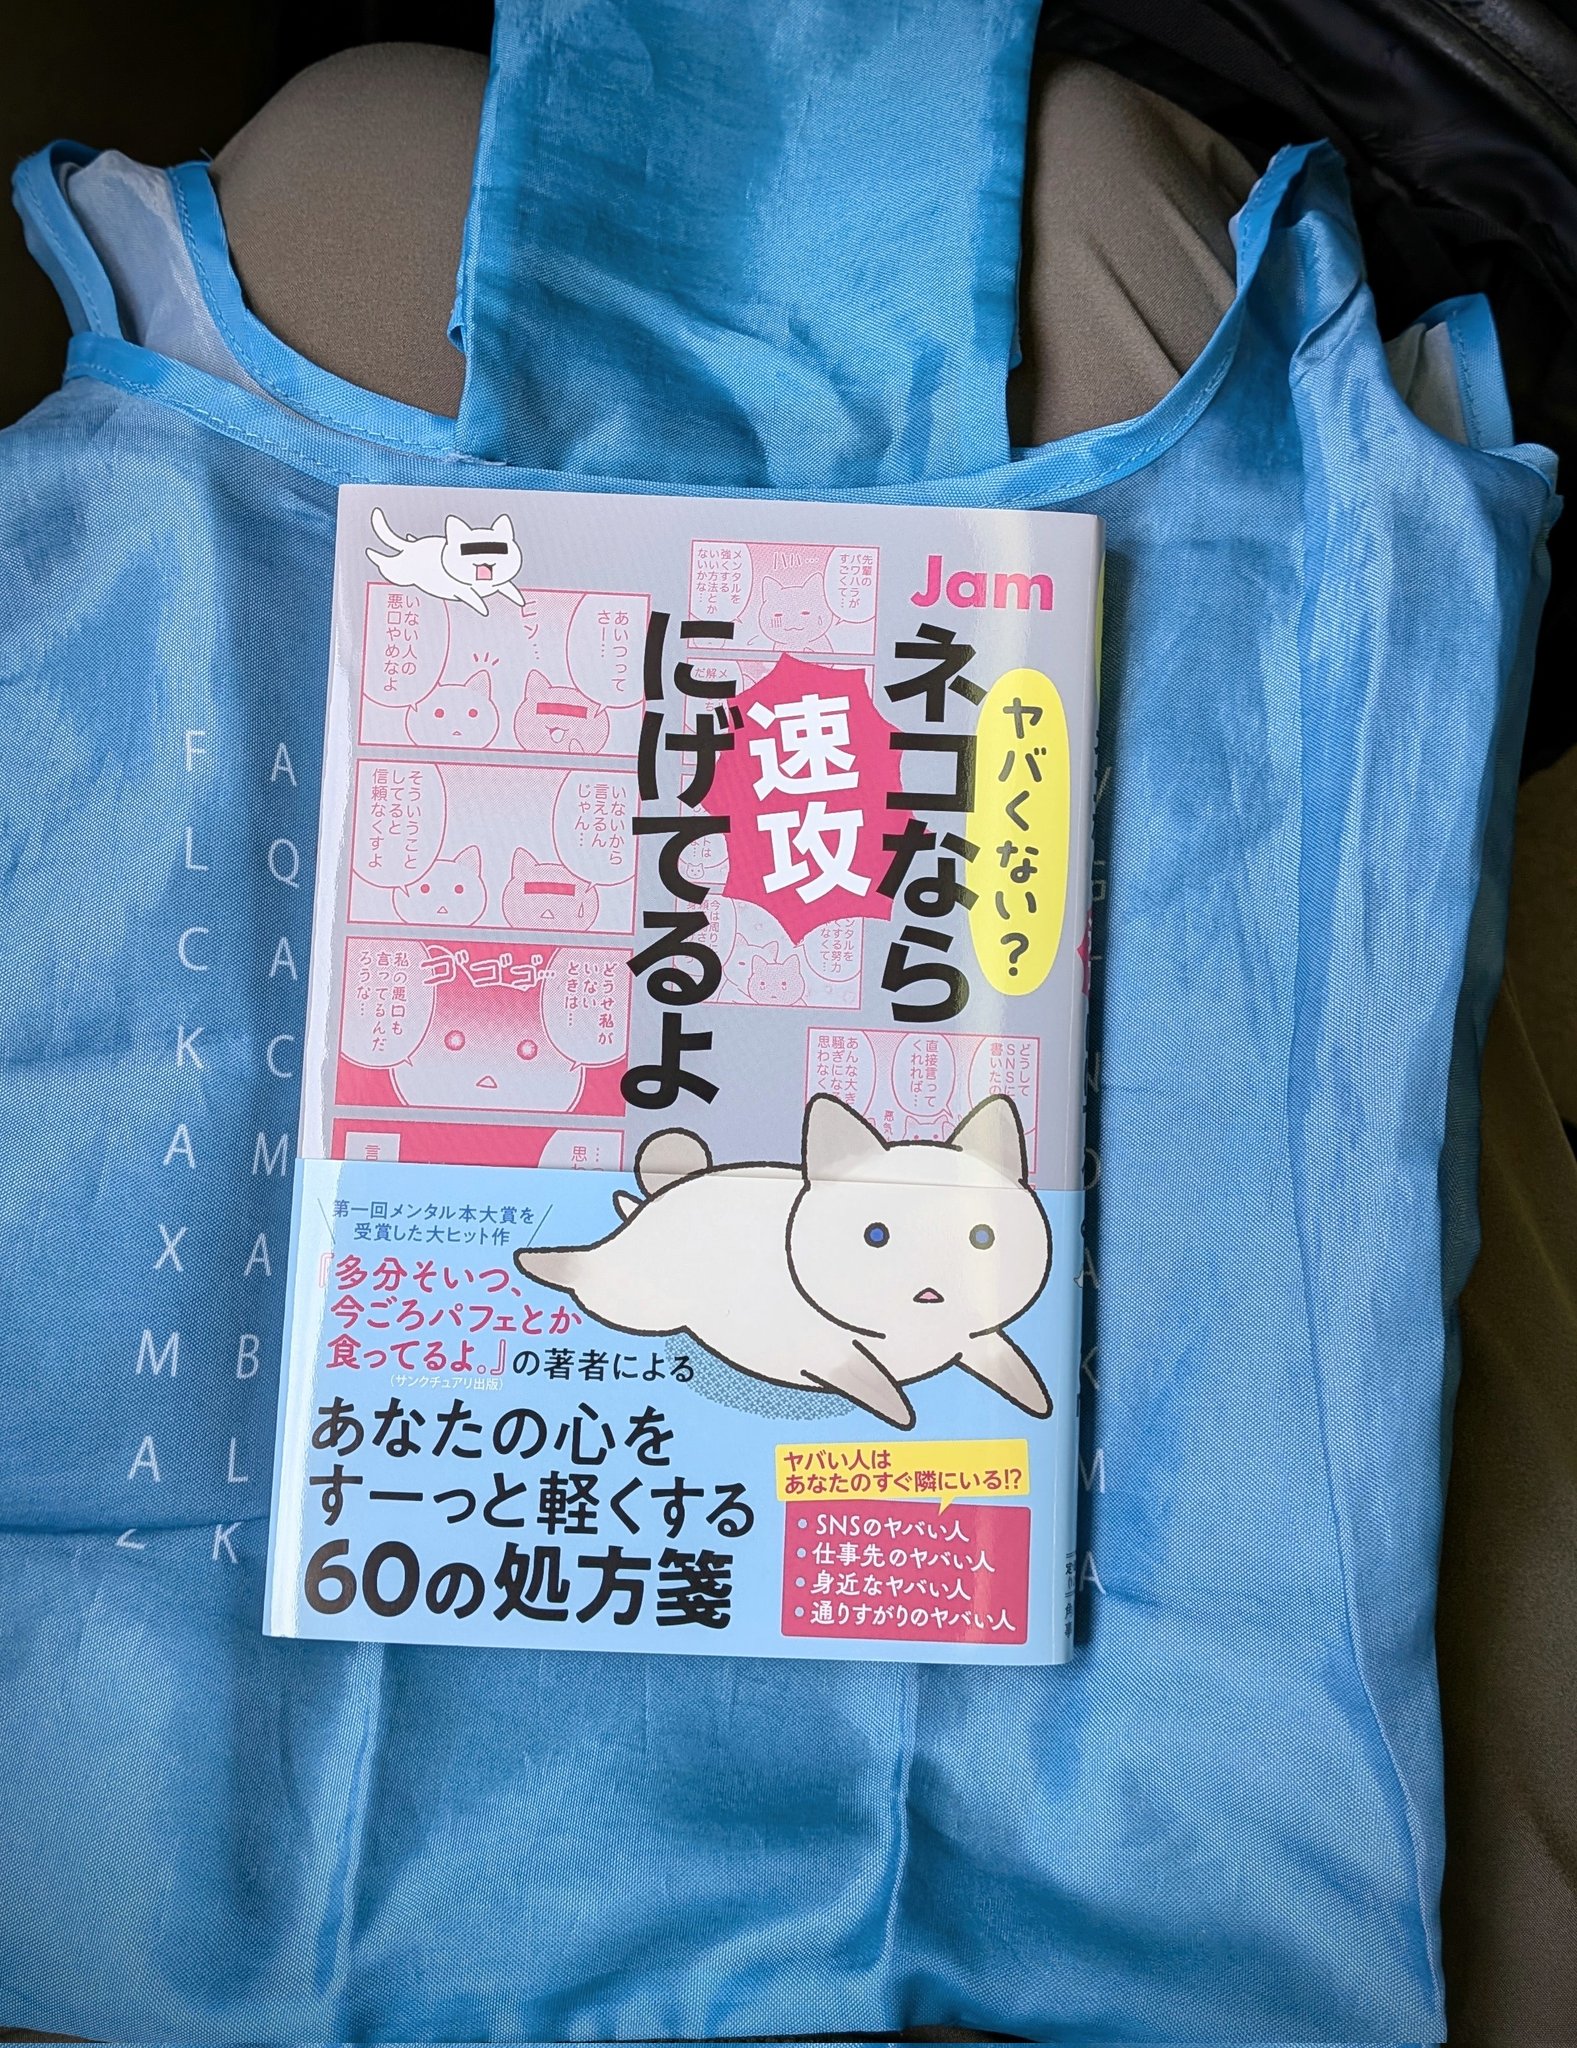 Jam
ヤバくない?
ネコなら
速攻
にげてるよ
先輩の
パワハラが
すごくて…
メンタルを
強くする
いい方法とか
ないかな…
あいつって
さー…
ヒソ…
いない人の
悪口やめなよ
いないから
言えるん
じゃん…
そういうこと
してると
信頼なくすよ
どうせ私が
いない
ときは…
ゴゴゴ…
私の悪口も
言ってるんだ
ろうな…
どうして
SNSに
書いたの
直接言って
くれれば…
あんな大き
騒ぎにな
思わなく
\第一回メンタル本大賞を/
受賞した大ヒット作
『多分そいつ、
今ごろパフェとか
食ってるよ。』の著者による
(サンクチュアリ出版)
あなたの心を
すーっと軽くする
60の処方箋
ヤバい人は
あなたのすぐ隣にいる!?
・SNSのヤバい人
・仕事先のヤバい人
・身近なヤバい人
・通りすがりのヤバい人
F A
L Q
C A
K C
A M
X A
M B
A L
Z K